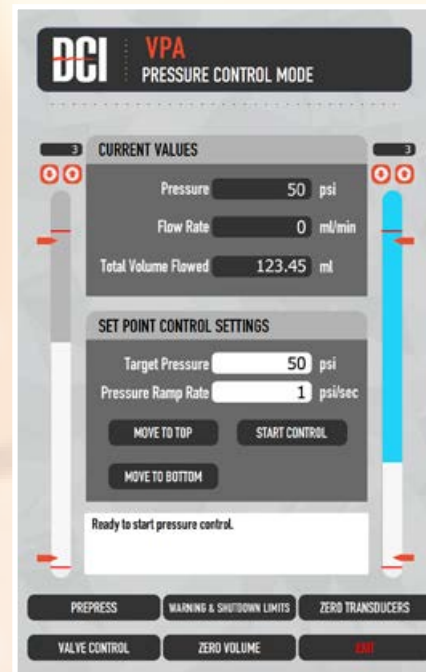 DCI
VPA
PRESSURE CONTROL MODE
3
3
CURRENT VALUES
Pressure 50 psi
Flow Rate 0 ml/min
Total Volume Flowed 123.45 ml
SET POINT CONTROL SETTINGS
Target Pressure 50 psi
Pressure Ramp Rate 1 psi/sec
MOVE TO TOP START CONTROL
MOVE TO BOTTOM
Ready to start pressure control.
PREPRESS WARNING & SHUTDOWN LIMITS ZERO TRANSDUCERS
VALVE CONTROL ZERO VOLUME EXIT